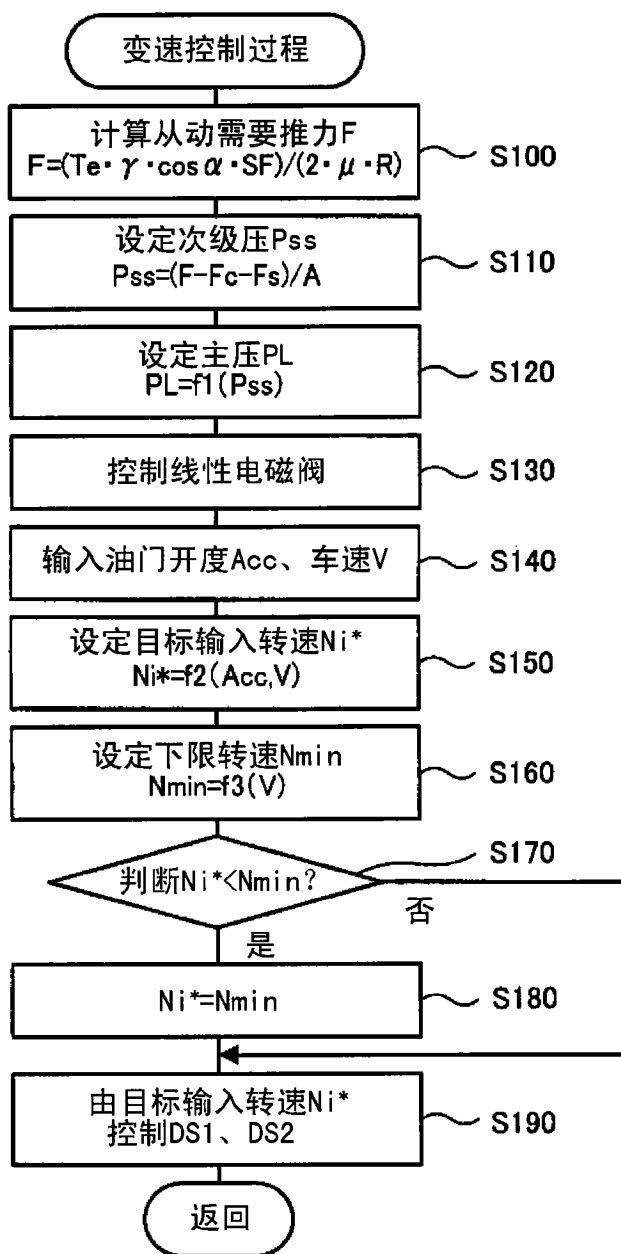 变速控制过程
计算从动需要推力F
F=(Te·γ·cosα·SF)/(2·μ·R)
S100
设定次级压Pss
Pss=(F-Fc-Fs)/A
S110
设定主压PL
PL=f1(Pss)
S120
控制线性电磁阀
S130
输入油门开度Acc、车速V
S140
设定目标输入转速Ni*
Ni*=f2(Acc,V)
S150
设定下限转速Nmin
Nmin=f3(V)
S160
判断Ni*<Nmin?
S170
否
是
Ni*=Nmin
S180
由目标输入转速Ni*
控制DS1、DS2
S190
返回